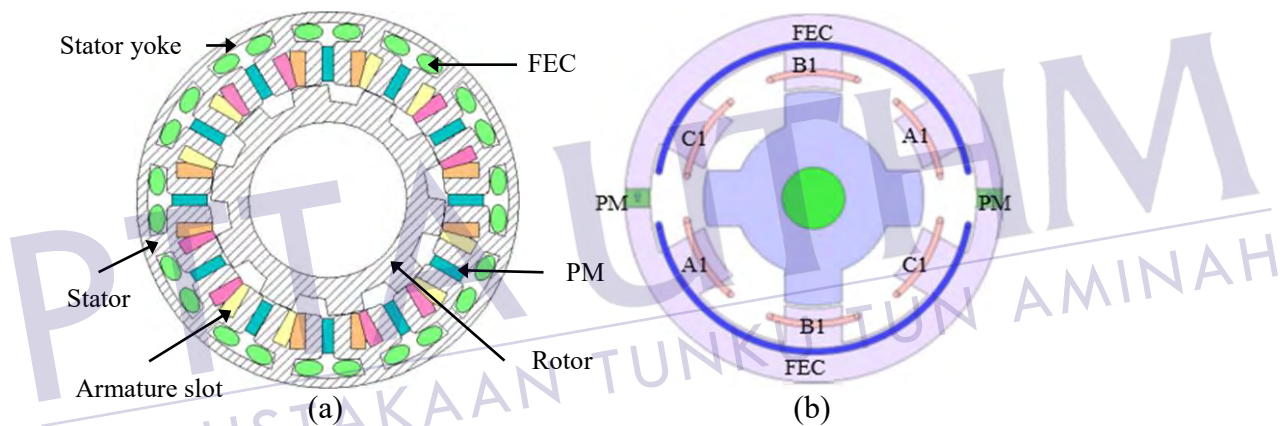 Stator yoke
FEC
Stator
PM
Armature slot
Rotor
(a)
FEC
B1
C1
A1
PM
PM
A1
C1
B1
FEC
(b)
PTTA UTHM
PUSTAKAAN TUNKU TUN AMINAH